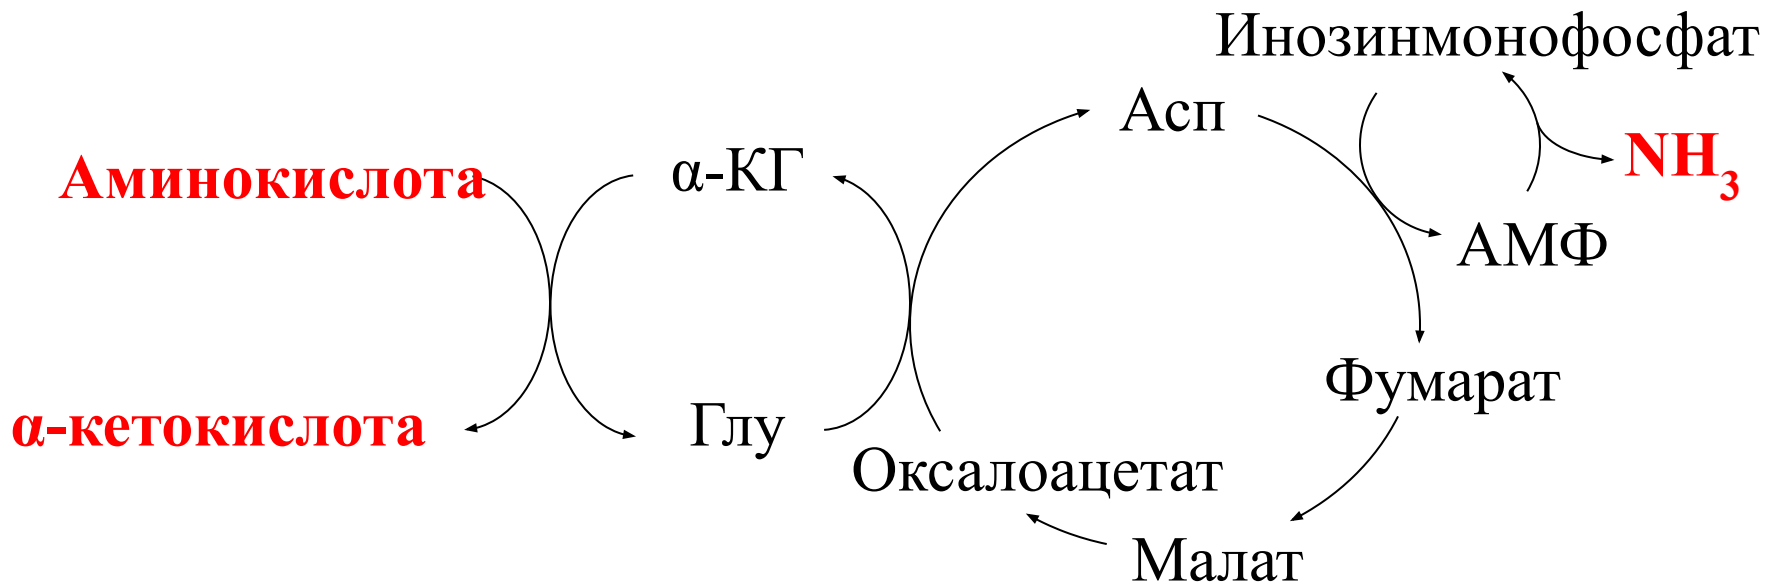 Инозинмонофосфат
Асп
NH3
α-КГ
Аминокислота
АМФ
Фумарат
α-кетокислота
Глу
Оксалоацетат
Малат